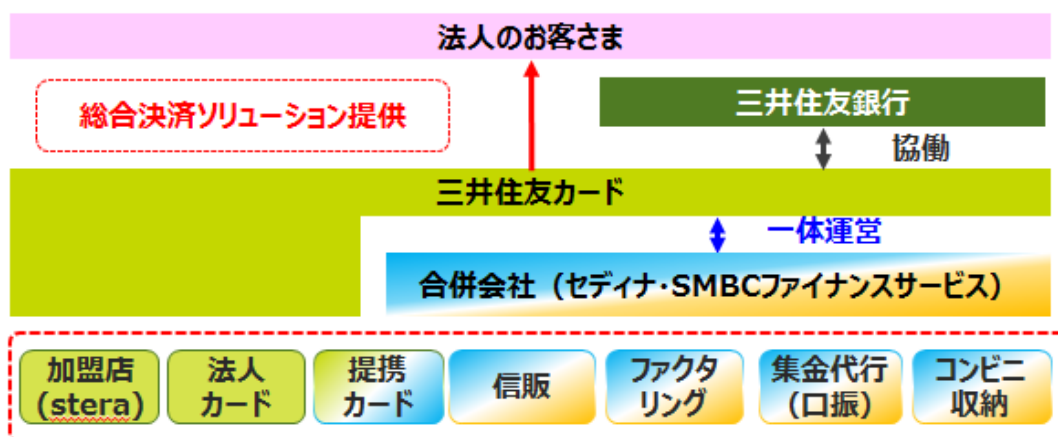 法人のお客さま
総合決済ソリューション提供
三井住友銀行
協働
三井住友カード
一体運営
合併会社（セディナ・SMBCファイナンスサービス）
加盟店
(stera)
法人
カード
提携
カード
信販
ファクタ
リング
集金代行
(口振)
コンビニ
収納